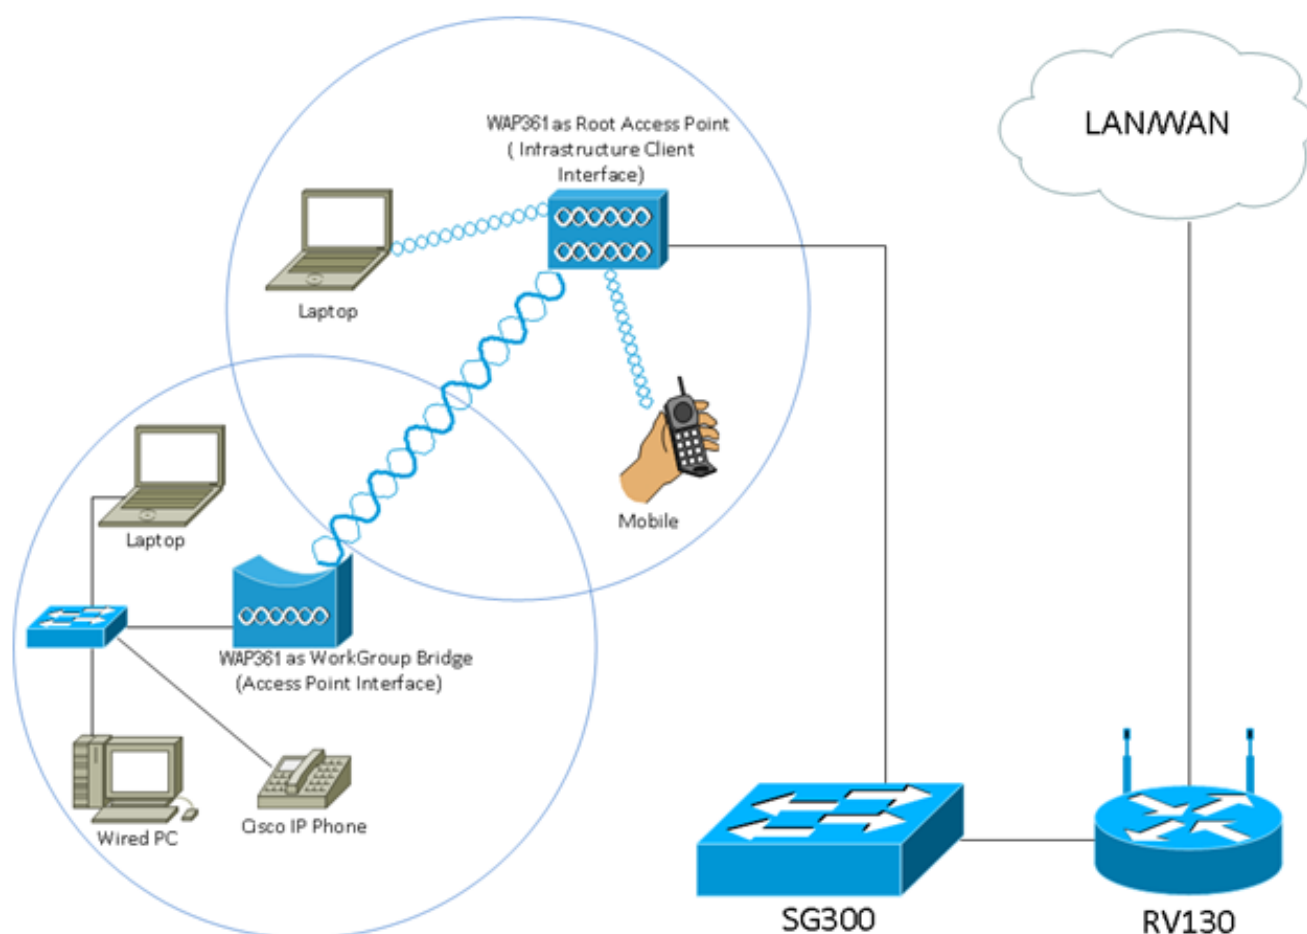 WAP361 as Root Access Point
( Infrastructure Client
Interface)
LAN/WAN
Laptop
Mobile
Laptop
WAP361 as WorkGroup Bridge
(Access Point Interface)
Wired PC
Cisco IP Phone
SG300
RV130